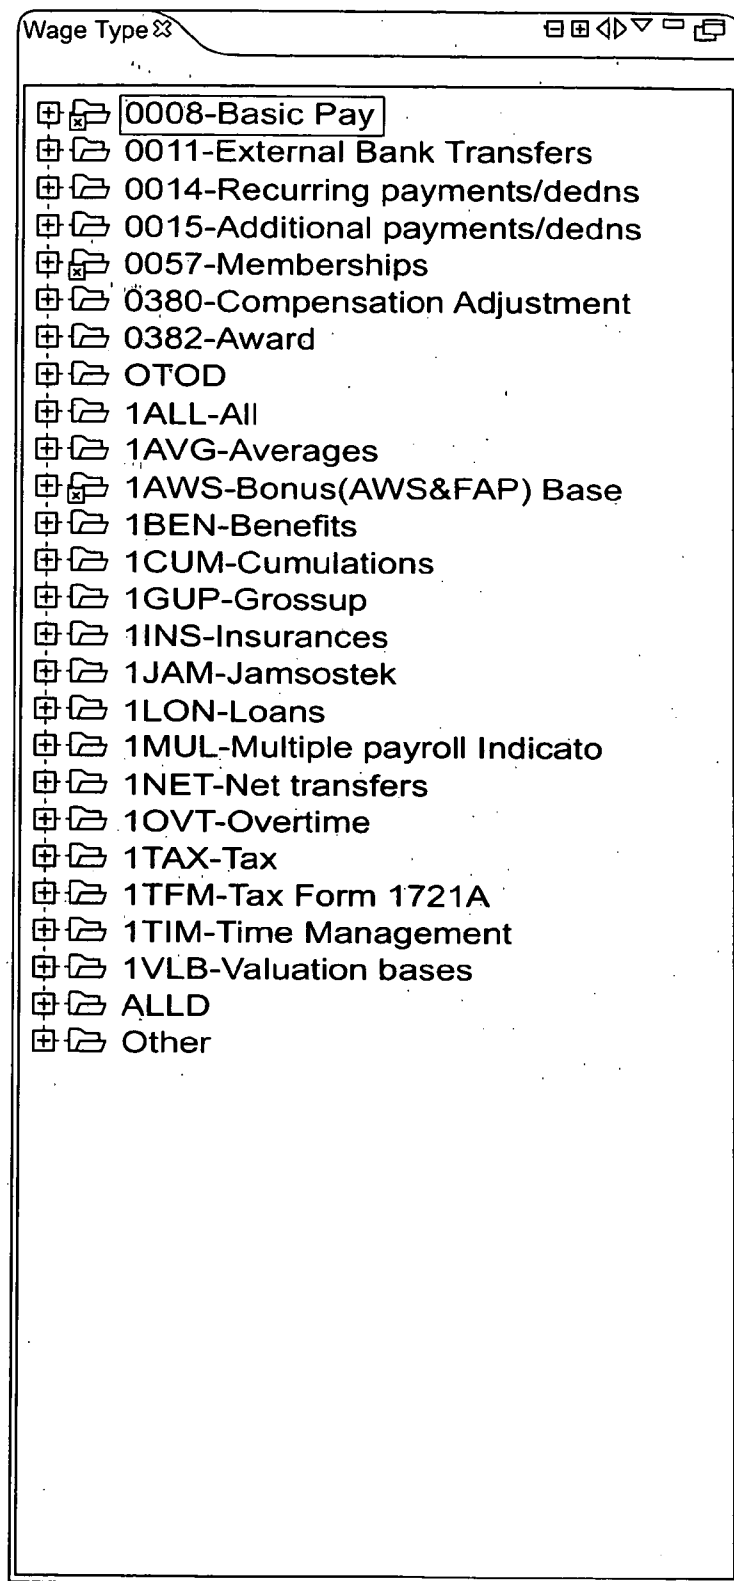 Wage Type
0008-Basic Pay
0011-External Bank Transfers
0014-Recurring payments/dedns
0015-Additional payments/dedns
0057-Memberships
0380-Compensation Adjustment
0382-Award
OTOD
1ALL-All
1AVG-Averages
1AWS-Bonus(AWS&FAP) Base
1BEN-Benefits
1CUM-Cumulations
1GUP-Grossup
1INS-Insurances
1JAM-Jamsostek
1LON-Loans
1MUL-Multiple payroll Indicato
1NET-Net transfers
1OVT-Overtime
1TAX-Tax
1TFM-Tax Form 1721A
1TIM-Time Management
1VLB-Valuation bases
ALLD
Other